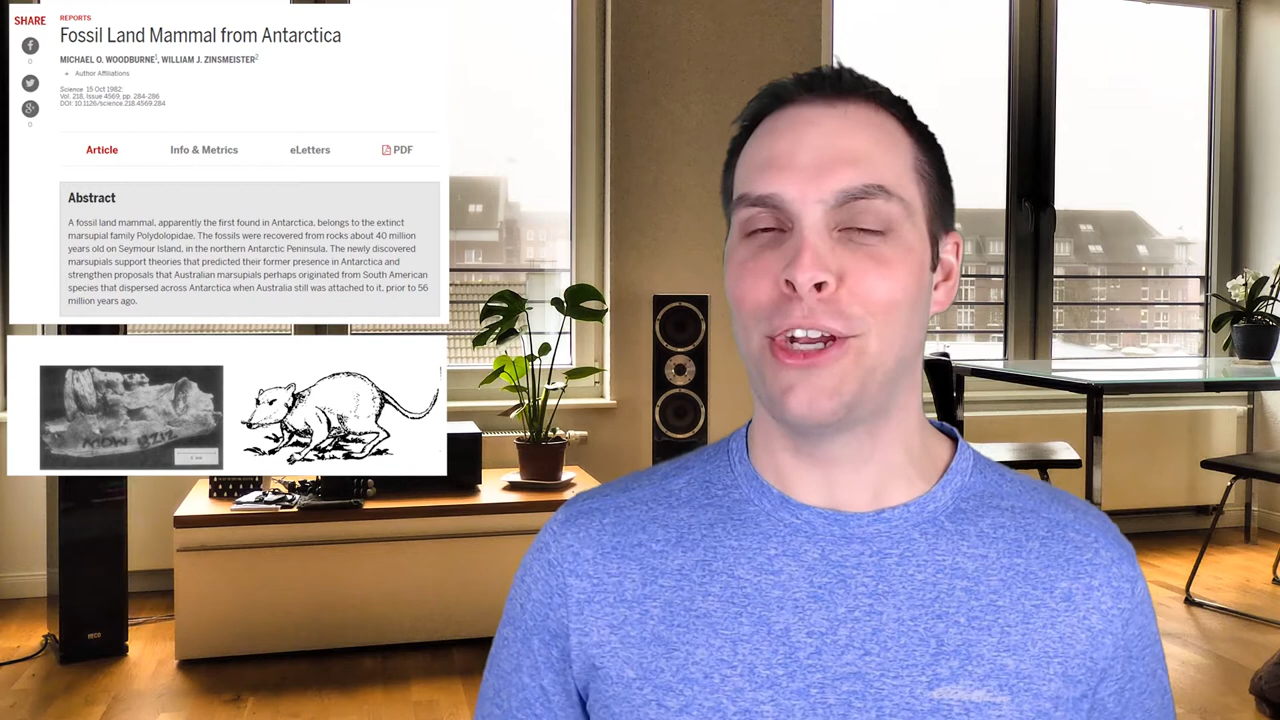 SHARE
REPORTS
Fossil Land Mammal from Antarctica
MICHAEL O. WOODBURNE1, WILLIAM J. ZINSMEISTER2
+ Author Affiliations
Science 15 Oct 1982:
Vol. 218, Issue 4569, pp. 284-286
DOI: 10.1126/science.218.4569.284
0
0
Article Info & Metrics eLetters PDF
Abstract
A fossil land mammal, apparently the first found in Antarctica, belongs to the extinct
marsupial family Polydolopidae. The fossils were recovered from rocks about 40 million
years old on Seymour Island, in the northern Antarctic Peninsula. The newly discovered
marsupials support theories that predicted their former presence in Antarctica and
strengthen proposals that Australian marsupials perhaps originated from South American
species that dispersed across Antarctica when Australia still was attached to it, prior to 56
million years ago.
HECO